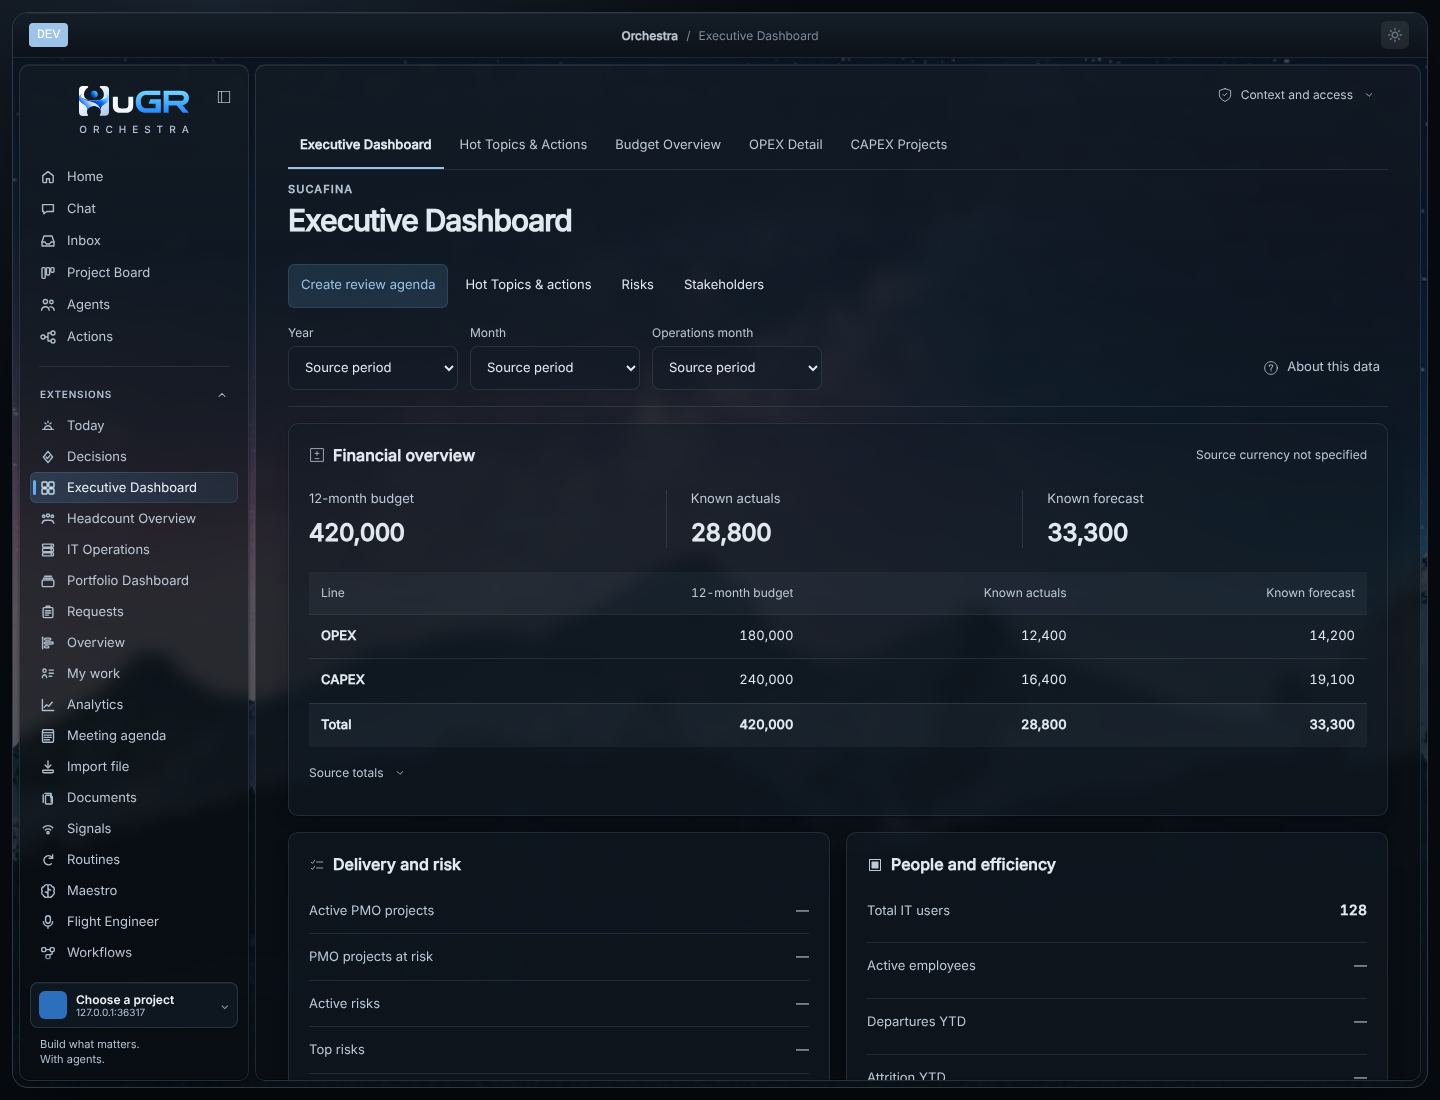 DEV
Orchestra / Executive Dashboard
HuGR
ORCHESTRA
Home
Chat
Inbox
Project Board
Agents
Actions
EXTENSIONS
Today
Decisions
Executive Dashboard
Headcount Overview
IT Operations
Portfolio Dashboard
Requests
Overview
My work
Analytics
Meeting agenda
Import file
Documents
Signals
Routines
Maestro
Flight Engineer
Workflows
Choose a project
127.0.0.1:36317
Build what matters.
With agents.
Context and access
Executive Dashboard Hot Topics & Actions Budget Overview OPEX Detail CAPEX Projects
SUCAFINA
Executive Dashboard
Create review agenda Hot Topics & actions Risks Stakeholders
Year Month Operations month
Source period Source period Source period About this data
Financial overview Source currency not specified
12-month budget Known actuals Known forecast
420,000 28,800 33,300
Line 12-month budget Known actuals Known forecast
OPEX 180,000 12,400 14,200
CAPEX 240,000 16,400 19,100
Total 420,000 28,800 33,300
Source totals
Delivery and risk
Active PMO projects —
PMO projects at risk —
Active risks —
Top risks —
People and efficiency
Total IT users 128
Active employees —
Departures YTD —
Attrition YTD —